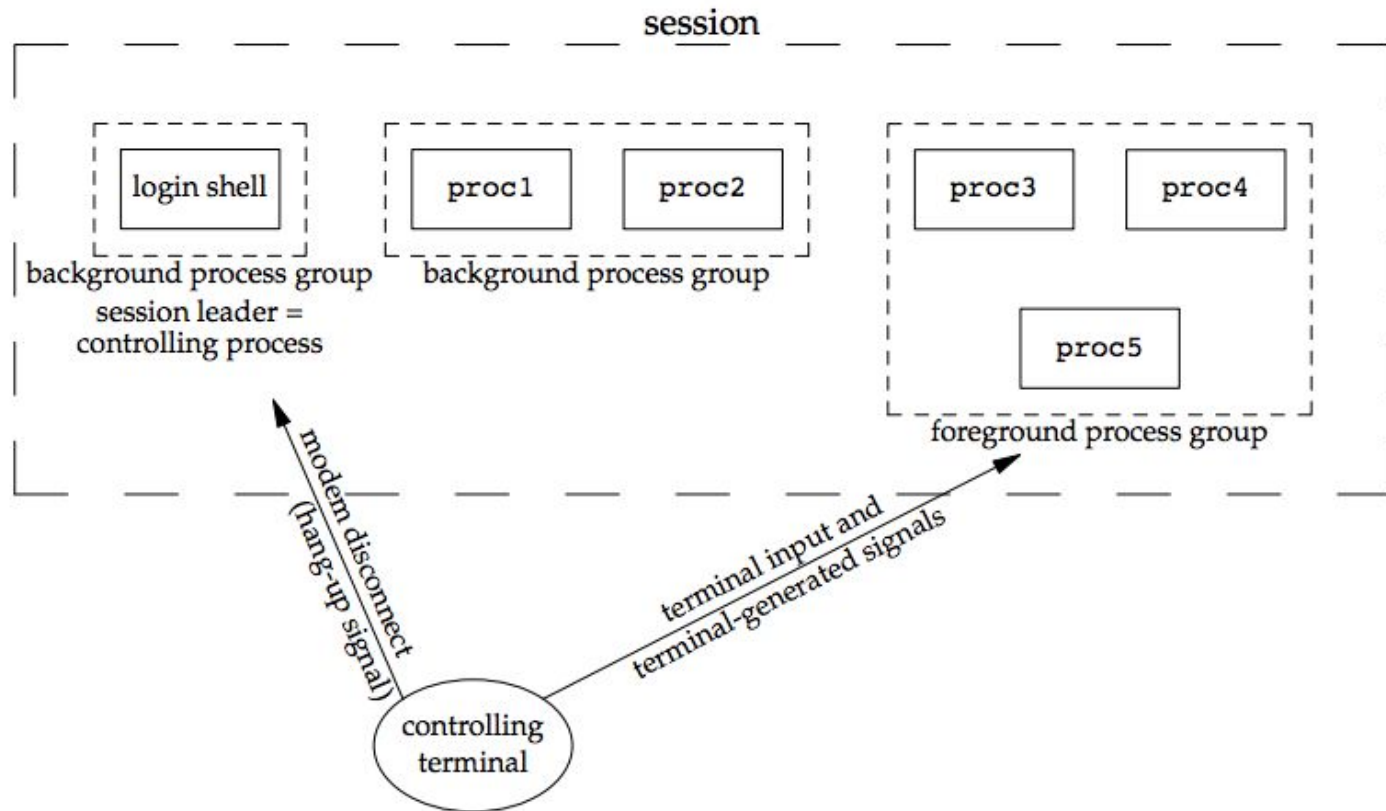 session
login shell
proc1
proc2
proc3
proc4
background process group
session leader =
controlling process
background process group
proc5
foreground process group
modem disconnect
(hang-up signal)
terminal input and
terminal-generated signals
controlling
terminal